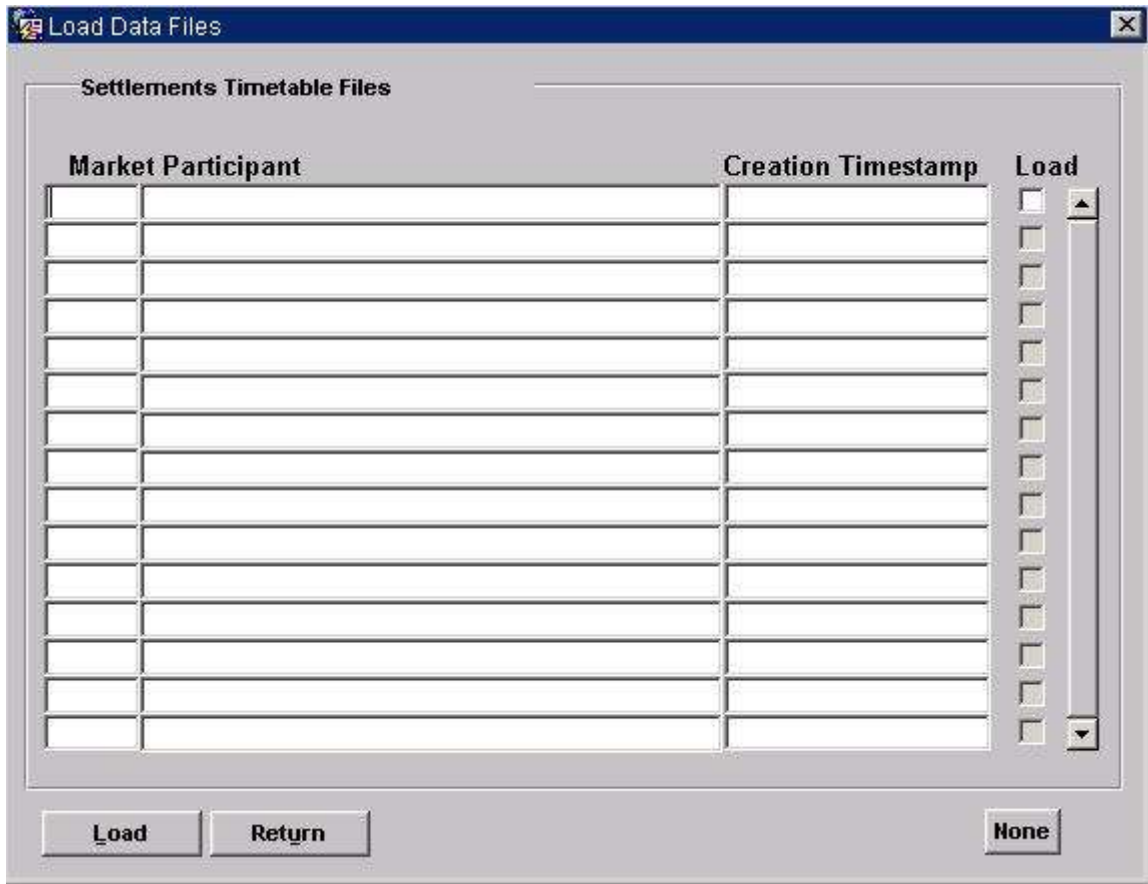 Load Data Files
Settlements Timetable Files
Market Participant Creation Timestamp Load
Load Return None